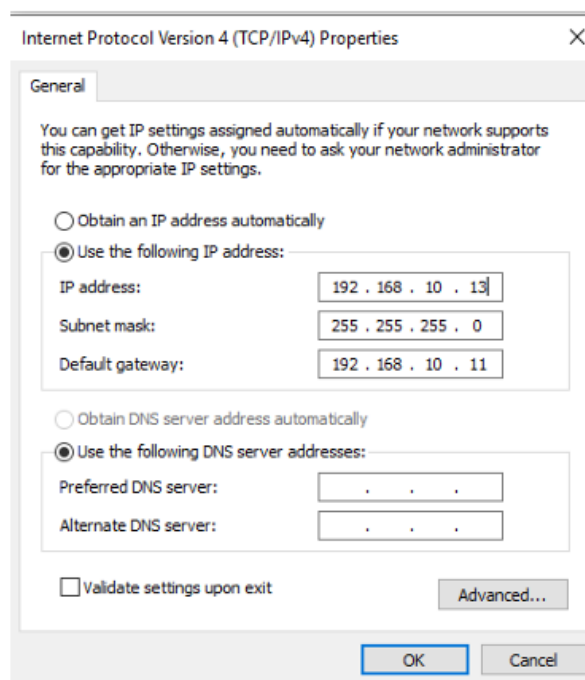 Internet Protocol Version 4 (TCP/IPv4) Properties
General
You can get IP settings assigned automatically if your network supports
this capability. Otherwise, you need to ask your network administrator
for the appropriate IP settings.
Obtain an IP address automatically
Use the following IP address:
IP address: 192 . 168 . 10 . 13
Subnet mask: 255 . 255 . 255 . 0
Default gateway: 192 . 168 . 10 . 11
Obtain DNS server address automatically
Use the following DNS server addresses:
Preferred DNS server: . . .
Alternate DNS server: . . .
Validate settings upon exit
Advanced...
OK Cancel